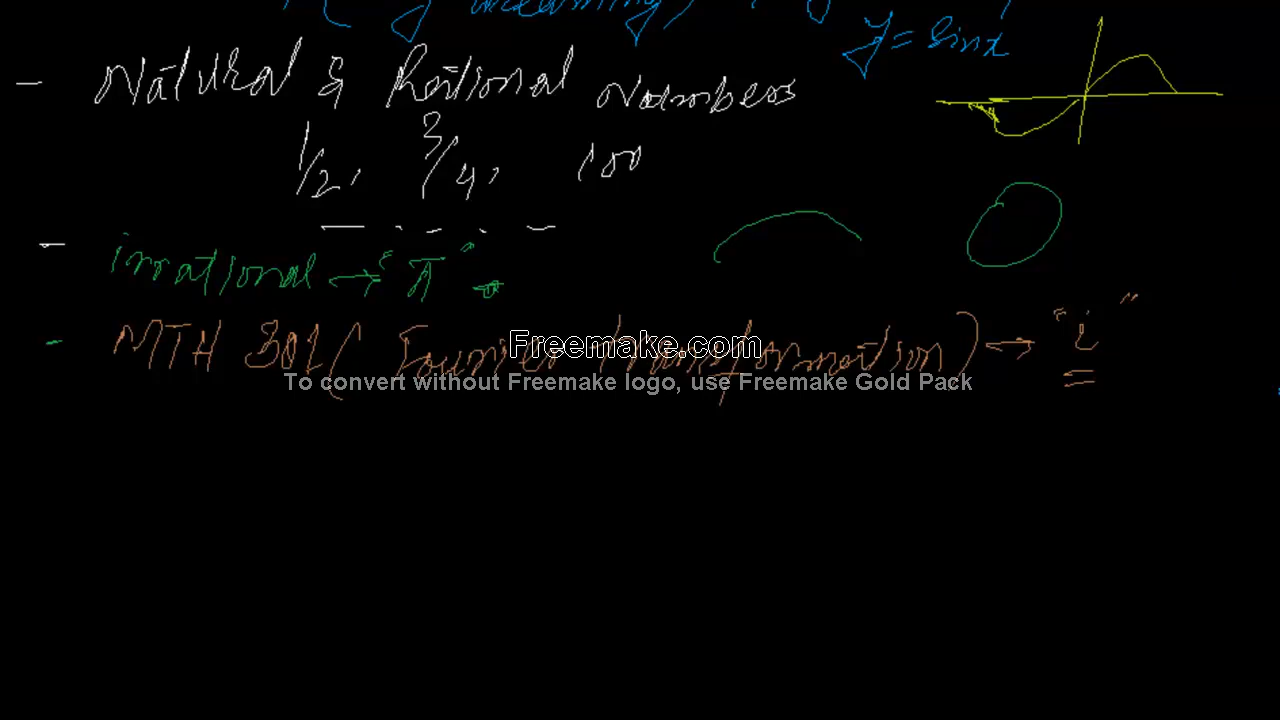 y = Sinx
- Natural & Rational Numbers
1/2, 3/4, 100
- irrational → "π"
- MTH 301 ( Fourier transformation ) → "i"
Freemake.com
To convert without Freemake logo, use Freemake Gold Pack